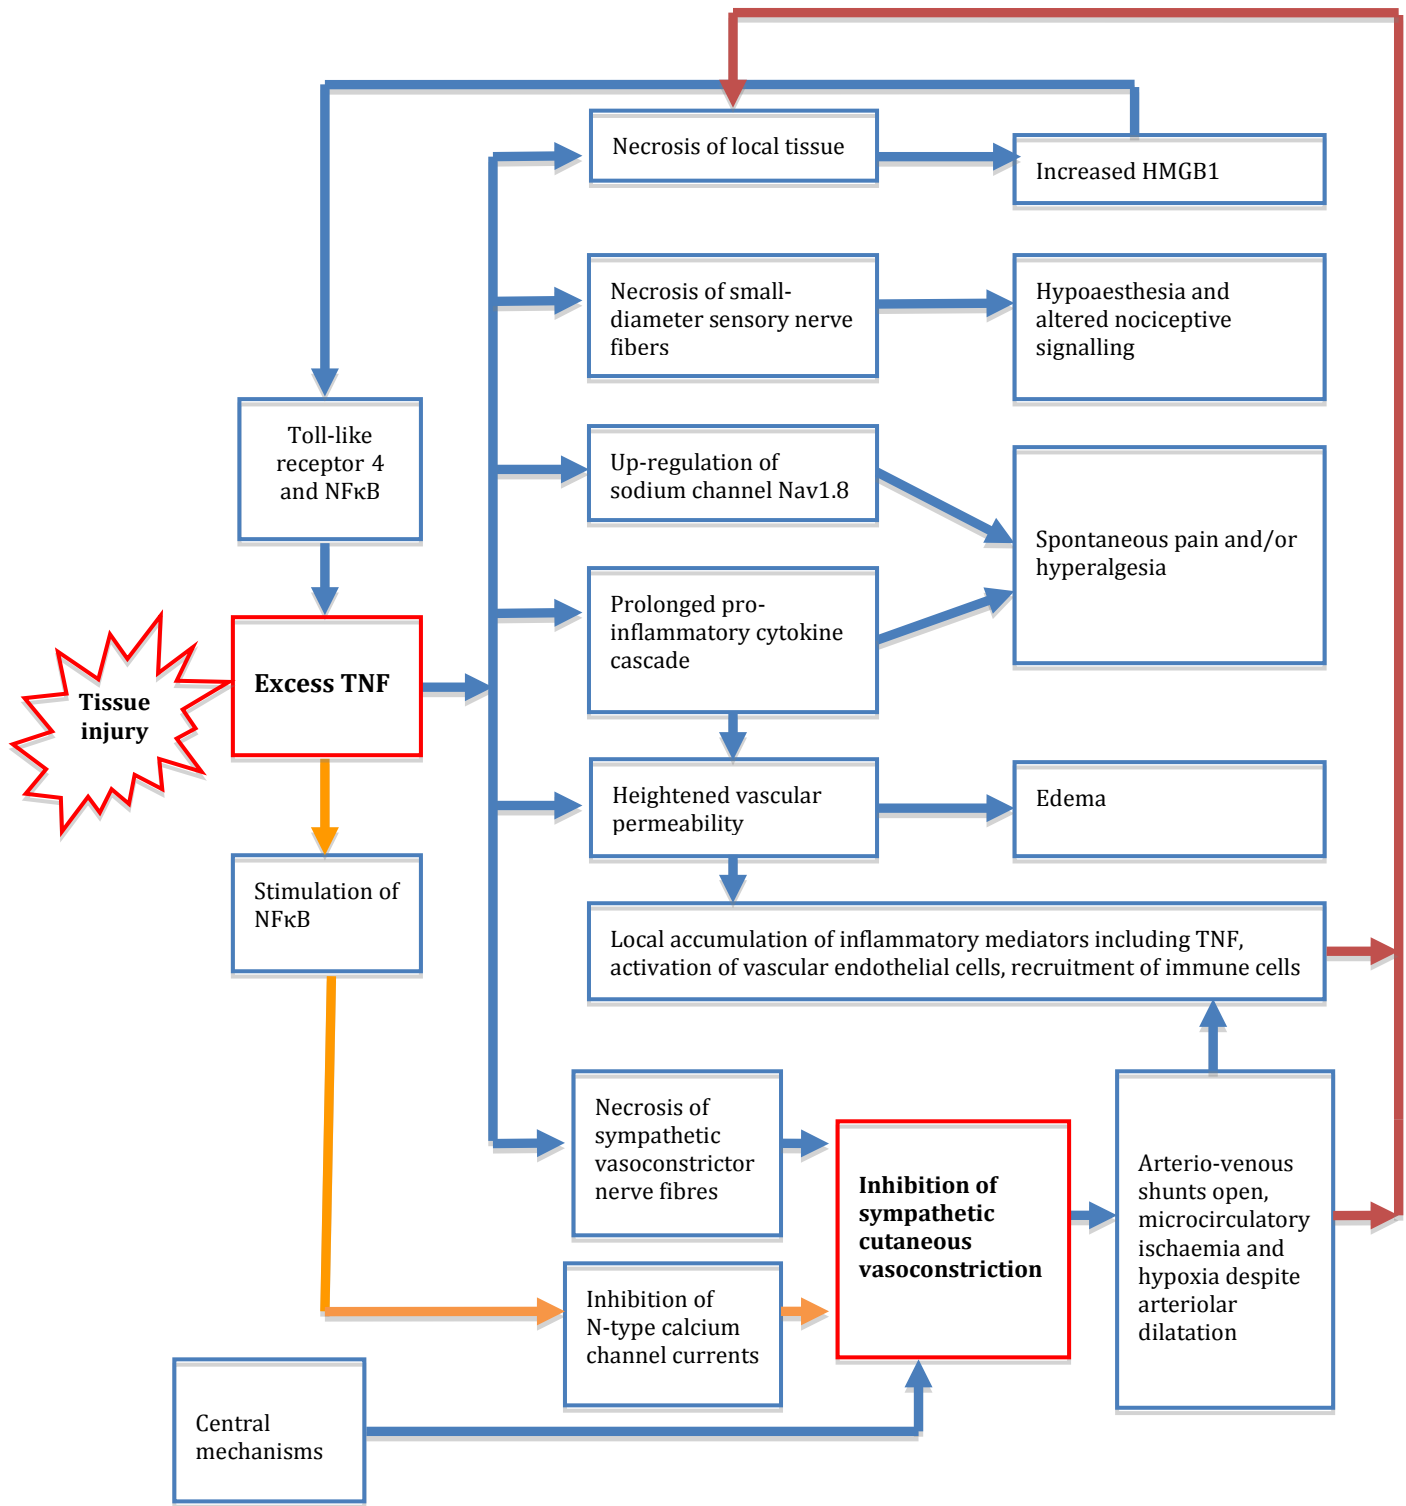 Necrosis of local tissue
Increased HMGB1
Necrosis of small-
diameter sensory nerve
fibers
Hypoaesthesia and
altered nociceptive
signalling
Toll-like
receptor 4
and NFκB
Up-regulation of
sodium channel Nav1.8
Spontaneous pain and/or
hyperalgesia
Prolonged pro-
inflammatory cytokine
cascade
Tissue
injury
Excess TNF
Heightened vascular
permeability
Edema
Stimulation of
NFκB
Local accumulation of inflammatory mediators including TNF,
activation of vascular endothelial cells, recruitment of immune cells
Necrosis of
sympathetic
vasoconstrictor
nerve fibres
Inhibition of
sympathetic
cutaneous
vasoconstriction
Arterio-venous
shunts open,
microcirculatory
ischaemia and
hypoxia despite
arteriolar
dilatation
Inhibition of
N-type calcium
channel currents
Central
mechanisms